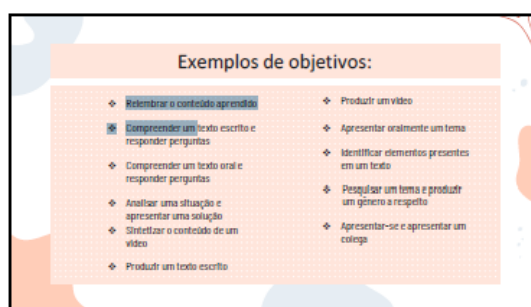 Exemplos de objetivos:
❖ Relembrar o conteúdo aprendido
❖ Compreender um texto escrito e
responder perguntas
❖ Compreender um texto oral e
responder perguntas
❖ Analisar uma situação e
apresentar uma solução
❖ Sintetizar o conteúdo de um
vídeo
❖ Produzir um texto escrito
❖ Produzir um vídeo
❖ Apresentar oralmente um tema
❖ Identificar elementos presentes
em um texto
❖ Pesquisar um tema e produzir
um gênero a respeito
❖ Apresentar-se e apresentar um
colega